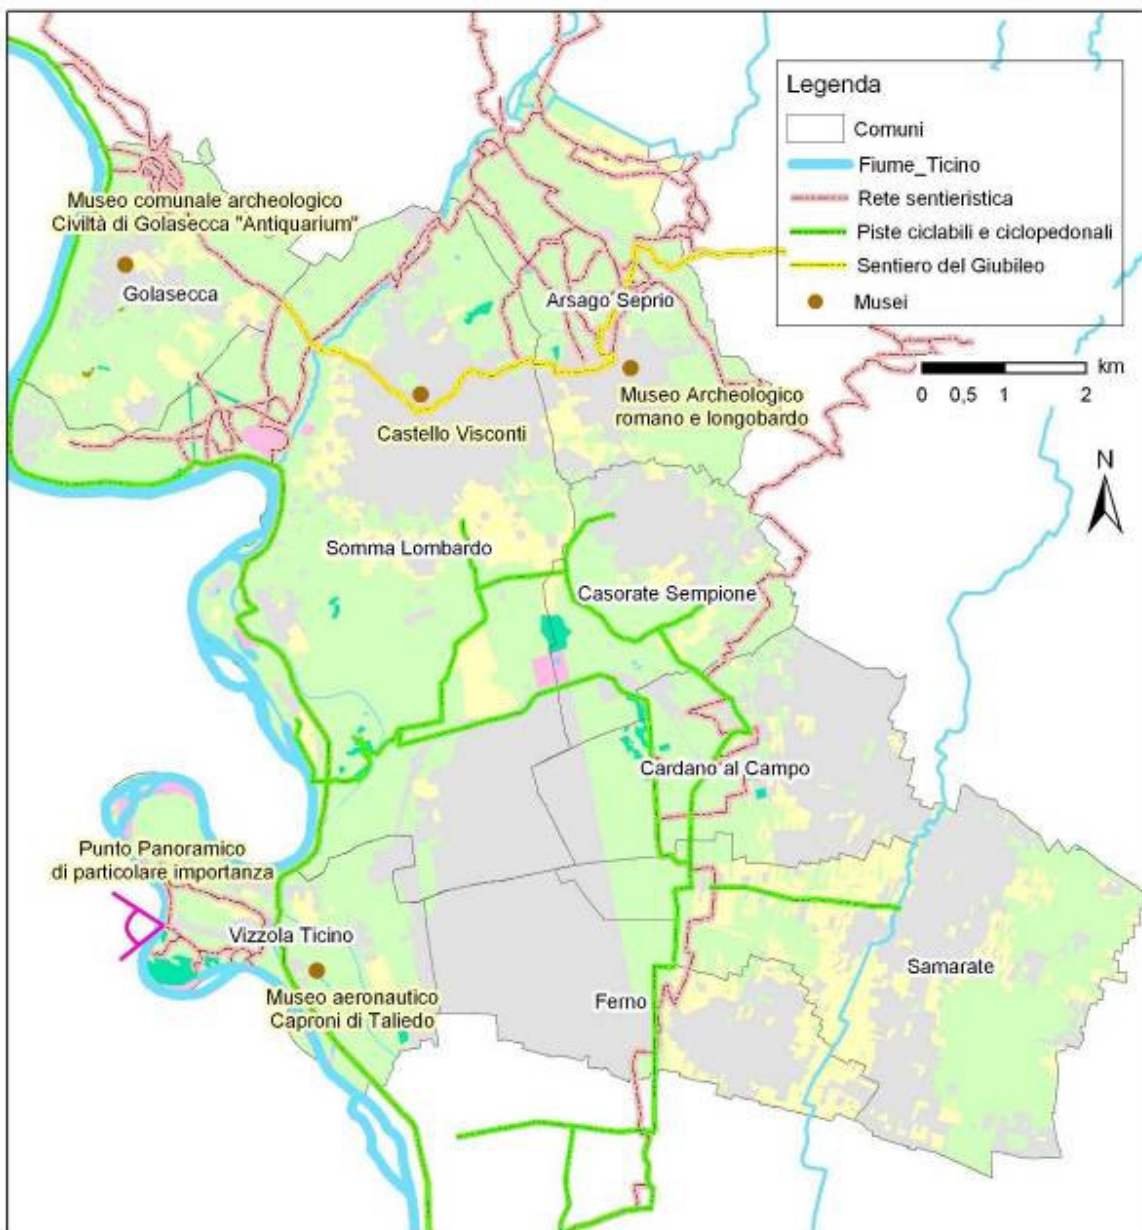 Legenda
Comuni
Fiume_Ticino
Rete sentieristica
Piste ciclabili e ciclopedonali
Sentiero del Giubileo
Musei
km
0 0,5 1 2
N
Museo comunale archeologico
Civiltà di Golasecca "Antiquarium"
Golasecca
Arsago Seprio
Museo Archeologico
romano e longobardo
Castello Visconti
Somma Lombardo
Casorate Sempione
Cardano al Campo
Punto Panoramico
di particolare importanza
Vizzola Ticino
Museo aeronautico
Caproni di Taliedo
Ferno
Samarate